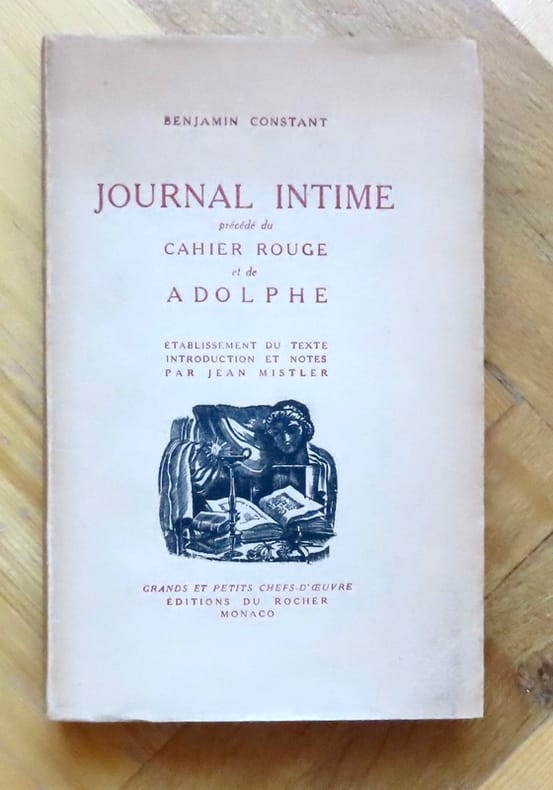 BENJAMIN CONSTANT
JOURNAL INTIME
précédé du
CAHIER ROUGE
et de
ADOLPHE
ÉTABLISSEMENT DU TEXTE
INTRODUCTION ET NOTES
PAR JEAN MISTLER
GRANDS ET PETITS CHEFS-D'ŒUVRE
ÉDITIONS DU ROCHER
MONACO